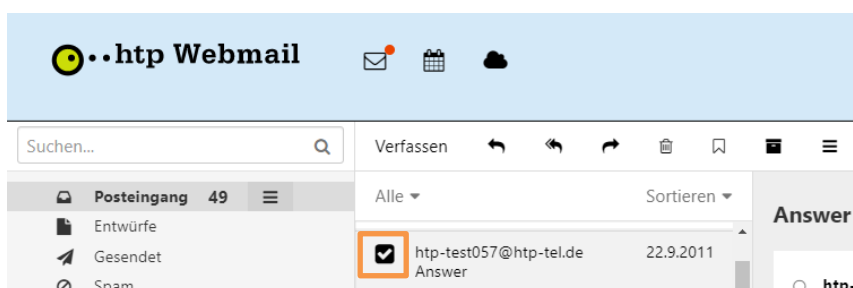 htp Webmail
Suchen...
Verfassen
Posteingang 49
Alle
Sortieren
Answer
Entwürfe
htp-test057@htp-tel.de 22.9.2011
Gesendet
Answer
Spam
htp-